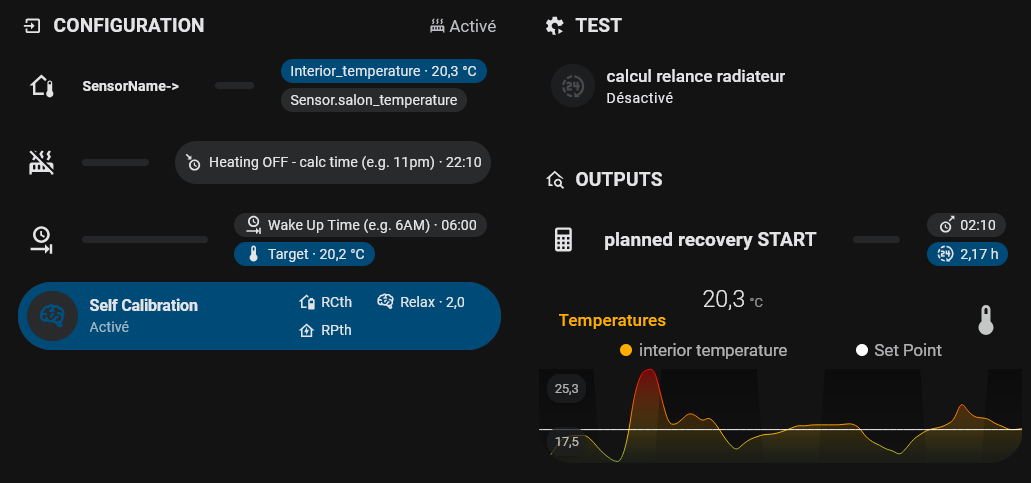 CONFIGURATION
Activé
SensorName->
Interior_temperature · 20,3 °C
Sensor.salon_temperature
Heating OFF - calc time (e.g. 11pm) · 22:10
Wake Up Time (e.g. 6AM) · 06:00
Target · 20,2 °C
Self Calibration
Activé
RCth
Relax · 2,0
RPth
TEST
24
calcul relance radiateur
Désactivé
OUTPUTS
planned recovery START
02:10
24
2,17 h
20,3 °C
Temperatures
interior temperature
Set Point
25,3
17,5